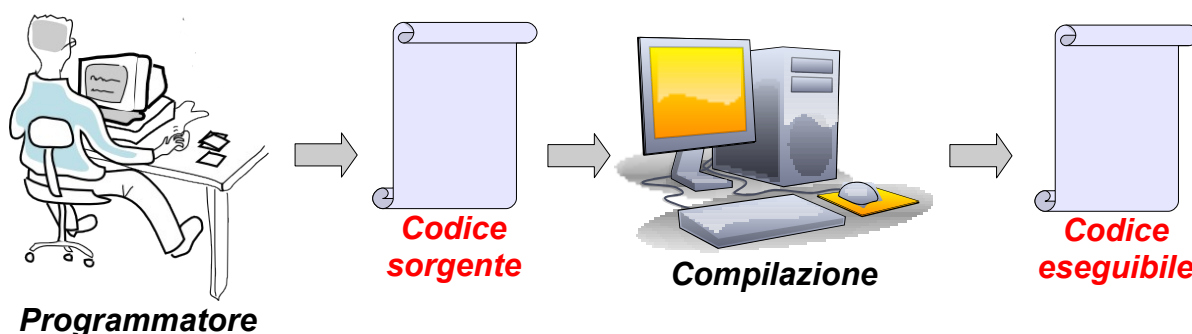 Programmatore
Codice
sorgente
Compilazione
Codice
eseguibile